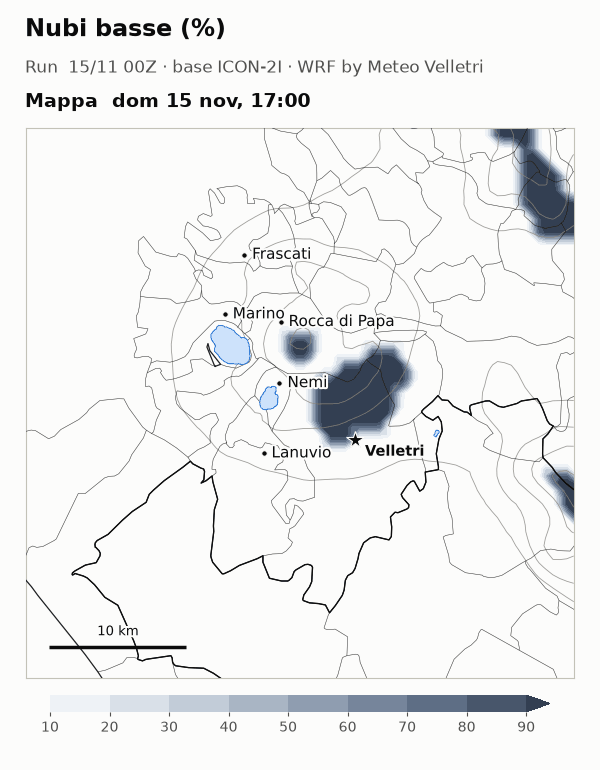 Nubi basse (%)
Run  15/11 00Z · base ICON-2I · WRF by Meteo Velletri
Mappa  dom 15 nov, 17:00
Frascati
Marino
Rocca di Papa
Nemi
Velletri
Lanuvio
10 km
10 20 30 40 50 60 70 80 90